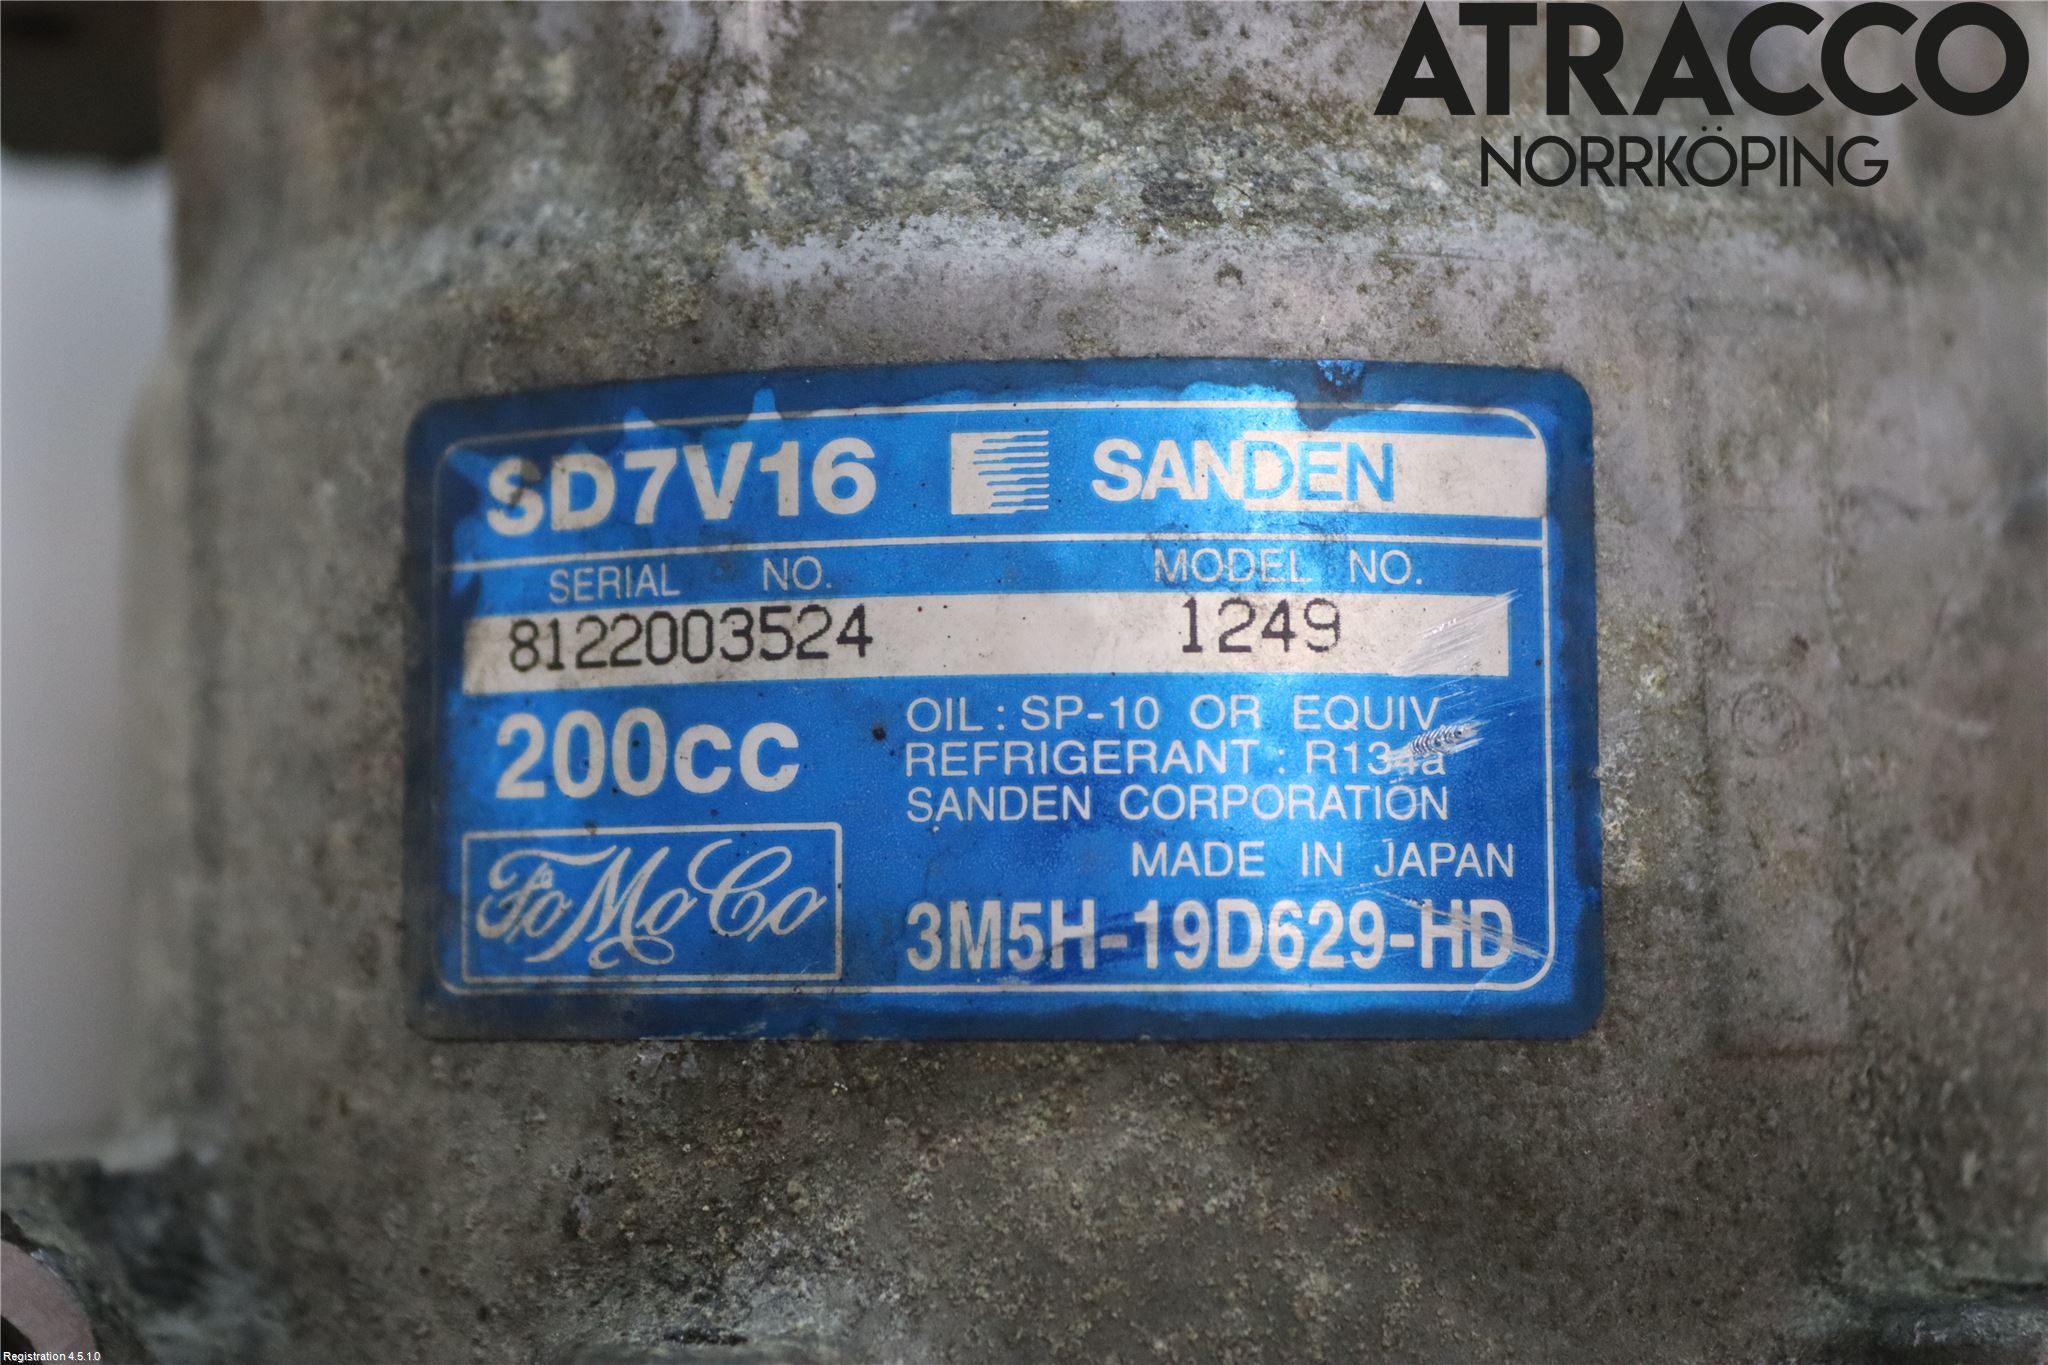 ATRACCO
NORRKÖPING
SD7V16 SANDEN
SERIAL NO. MODEL NO.
8122003524 1249
200cc
OIL : SP-10 OR EQUIV.
REFRIGERANT : R134a
SANDEN CORPORATION
MADE IN JAPAN
FoMoCo
3M5H-19D629-HD
Registration 4.5.1.0